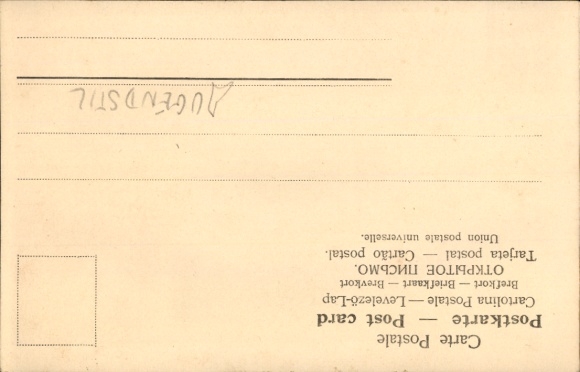 Carte Postale
Postkarte — Post card
Cartolina Postale — Levelező-Lap
Brefkort — Briefkaart — Brevkort
ОТКРЫТОЕ ПИСЬМО.
Tarjeta postal — Cartão postal.
Union postale universelle.
JUGENDSTIL